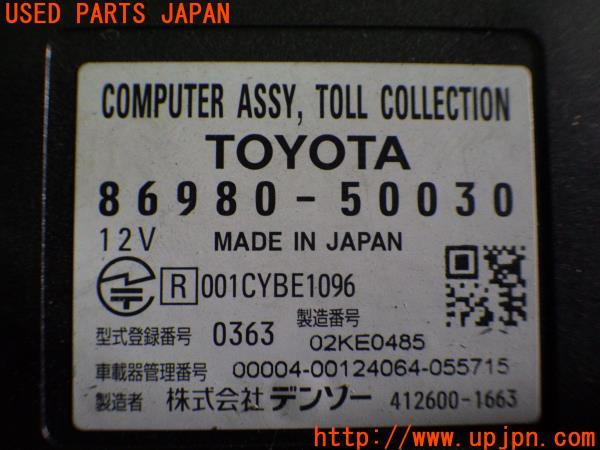 USED PARTS JAPAN
COMPUTER ASSY, TOLL COLLECTION
TOYOTA
86980-50030
12V MADE IN JAPAN
R 001CYBE1096
型式登録番号 0363 製造番号 02KE0485
車載器管理番号 00004-00124064-055715
製造者 株式会社 デンソー 412600-1663
www.upjpn.com